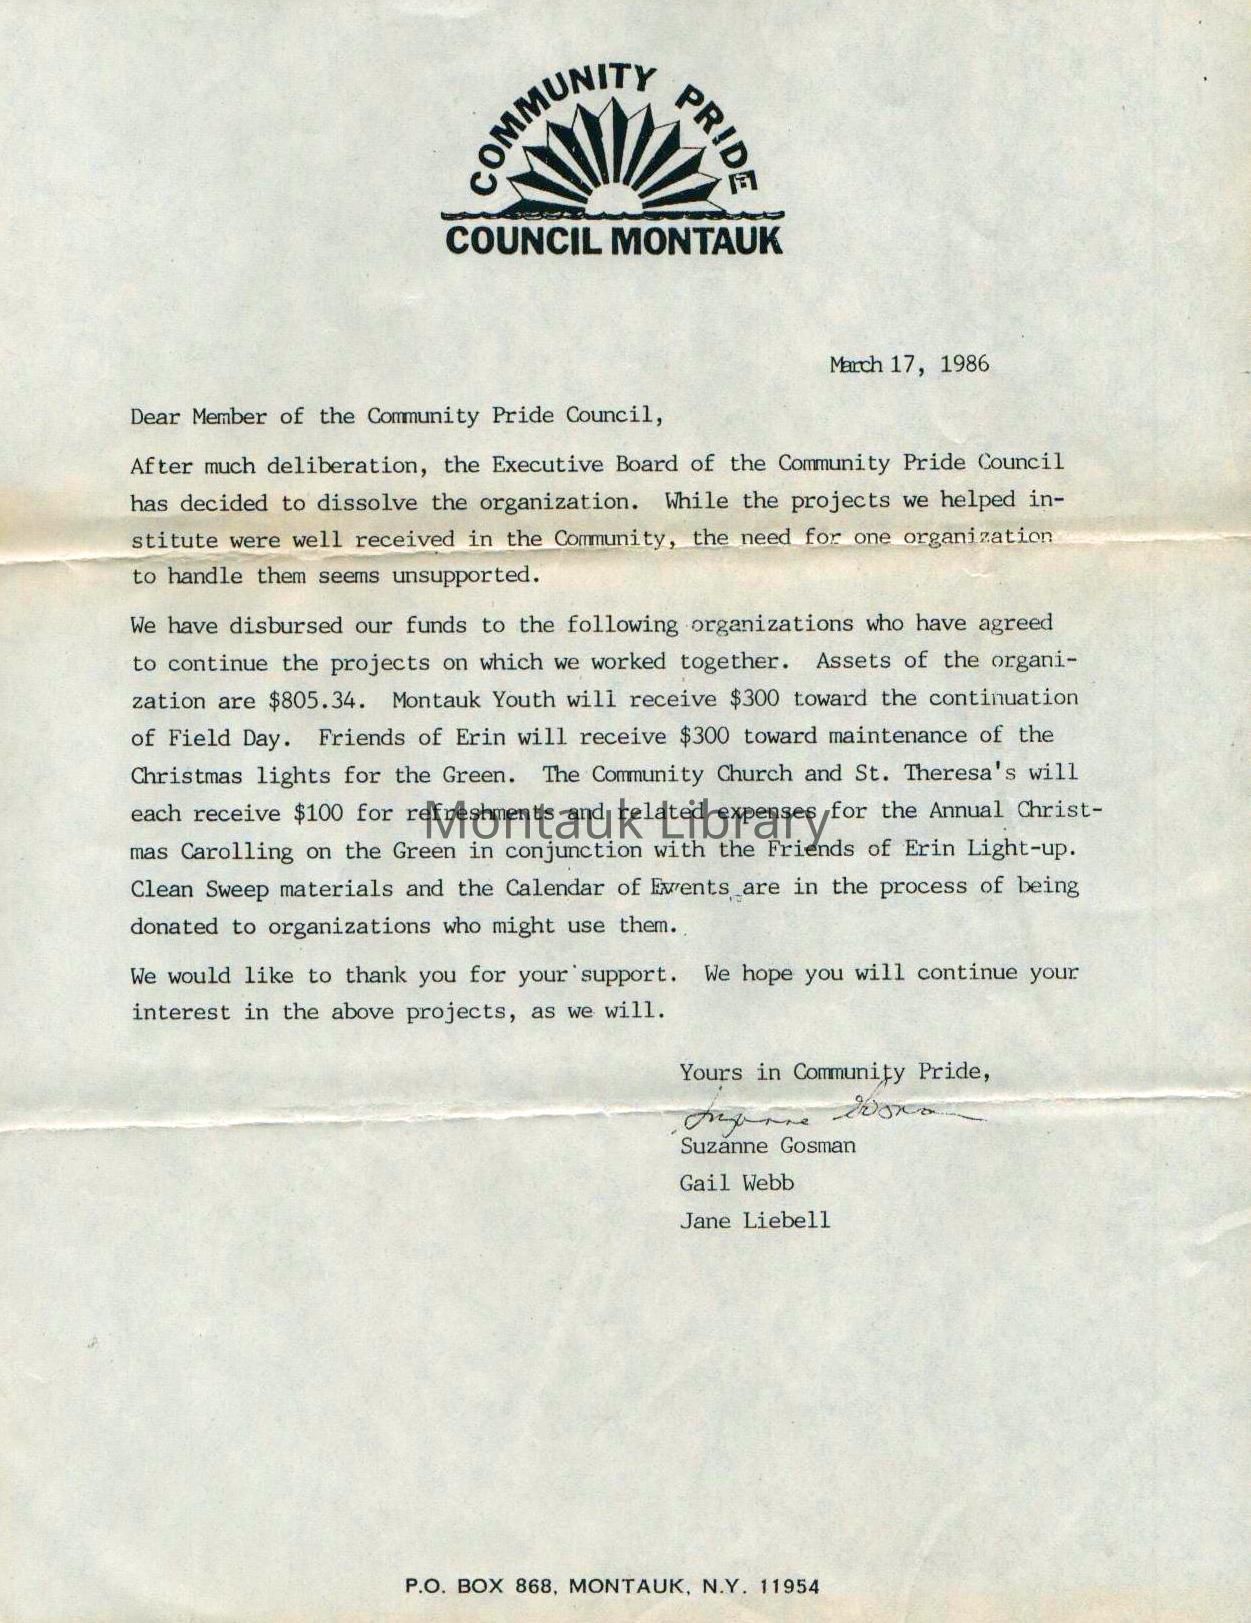 COMMUNITY PRIDE
COUNCIL MONTAUK
March 17, 1986
Dear Member of the Community Pride Council,
After much deliberation, the Executive Board of the Community Pride Council
has decided to dissolve the organization.  While the projects we helped in-
stitute were well received in the Community, the need for one organization
to handle them seems unsupported.
We have disbursed our funds to the following organizations who have agreed
to continue the projects on which we worked together.  Assets of the organi-
zation are $805.34.  Montauk Youth will receive $300 toward the continuation
of Field Day.  Friends of Erin will receive $300 toward maintenance of the
Christmas lights for the Green.  The Community Church and St. Theresa's will
each receive $100 for refreshments and related expenses for the Annual Christ-
Montauk Library
mas Carolling on the Green in conjunction with the Friends of Erin Light-up.
Clean Sweep materials and the Calendar of Events are in the process of being
donated to organizations who might use them.
We would like to thank you for your support.  We hope you will continue your
interest in the above projects, as we will.
Yours in Community Pride,
Suzanne Gosman
Suzanne Gosman
Gail Webb
Jane Liebell
P.O. BOX 868, MONTAUK, N.Y. 11954